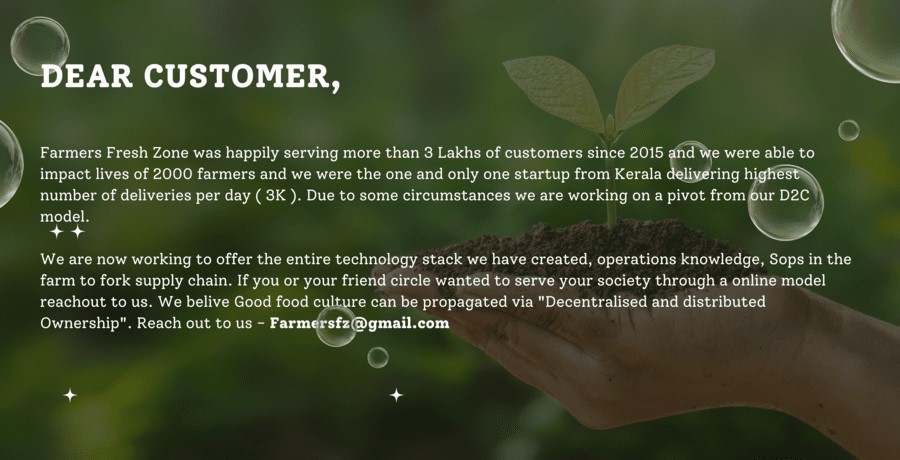 DEAR CUSTOMER,
Farmers Fresh Zone was happily serving more than 3 Lakhs of customers since 2015 and we were able to
impact lives of 2000 farmers and we were the one and only one startup from Kerala delivering highest
number of deliveries per day ( 3K ). Due to some circumstances we are working on a pivot from our D2C
model.
We are now working to offer the entire technology stack we have created, operations knowledge, Sops in the
farm to fork supply chain. If you or your friend circle wanted to serve your society through a online model
reachout to us. We belive Good food culture can be propagated via "Decentralised and distributed
Ownership". Reach out to us - Farmersfz@gmail.com